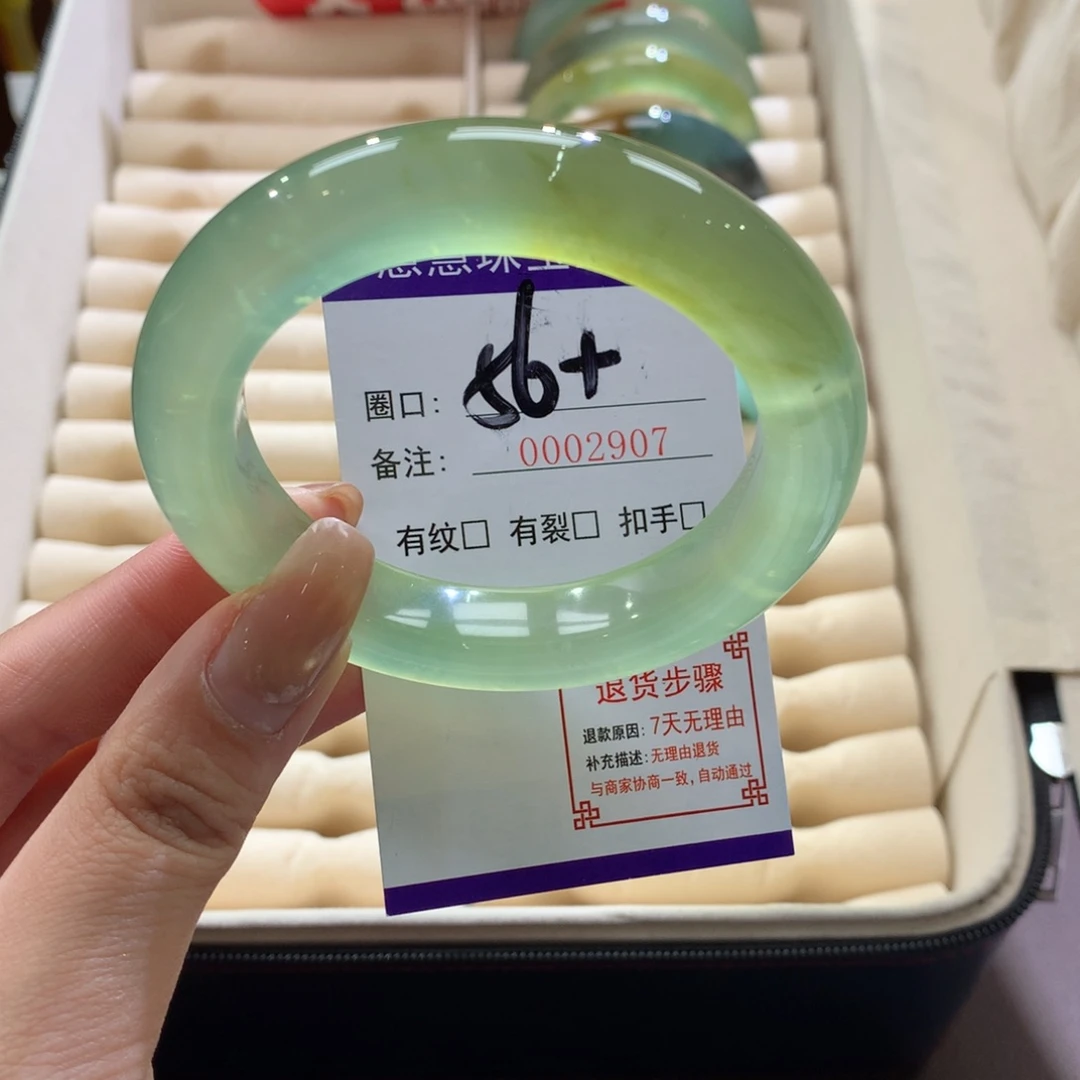 圈口: 56+
备注: 0002907
有纹□ 有裂□ 扣手□
退货步骤
退款原因: 7天无理由
补充描述: 无理由退货
与商家协商一致, 自动通过